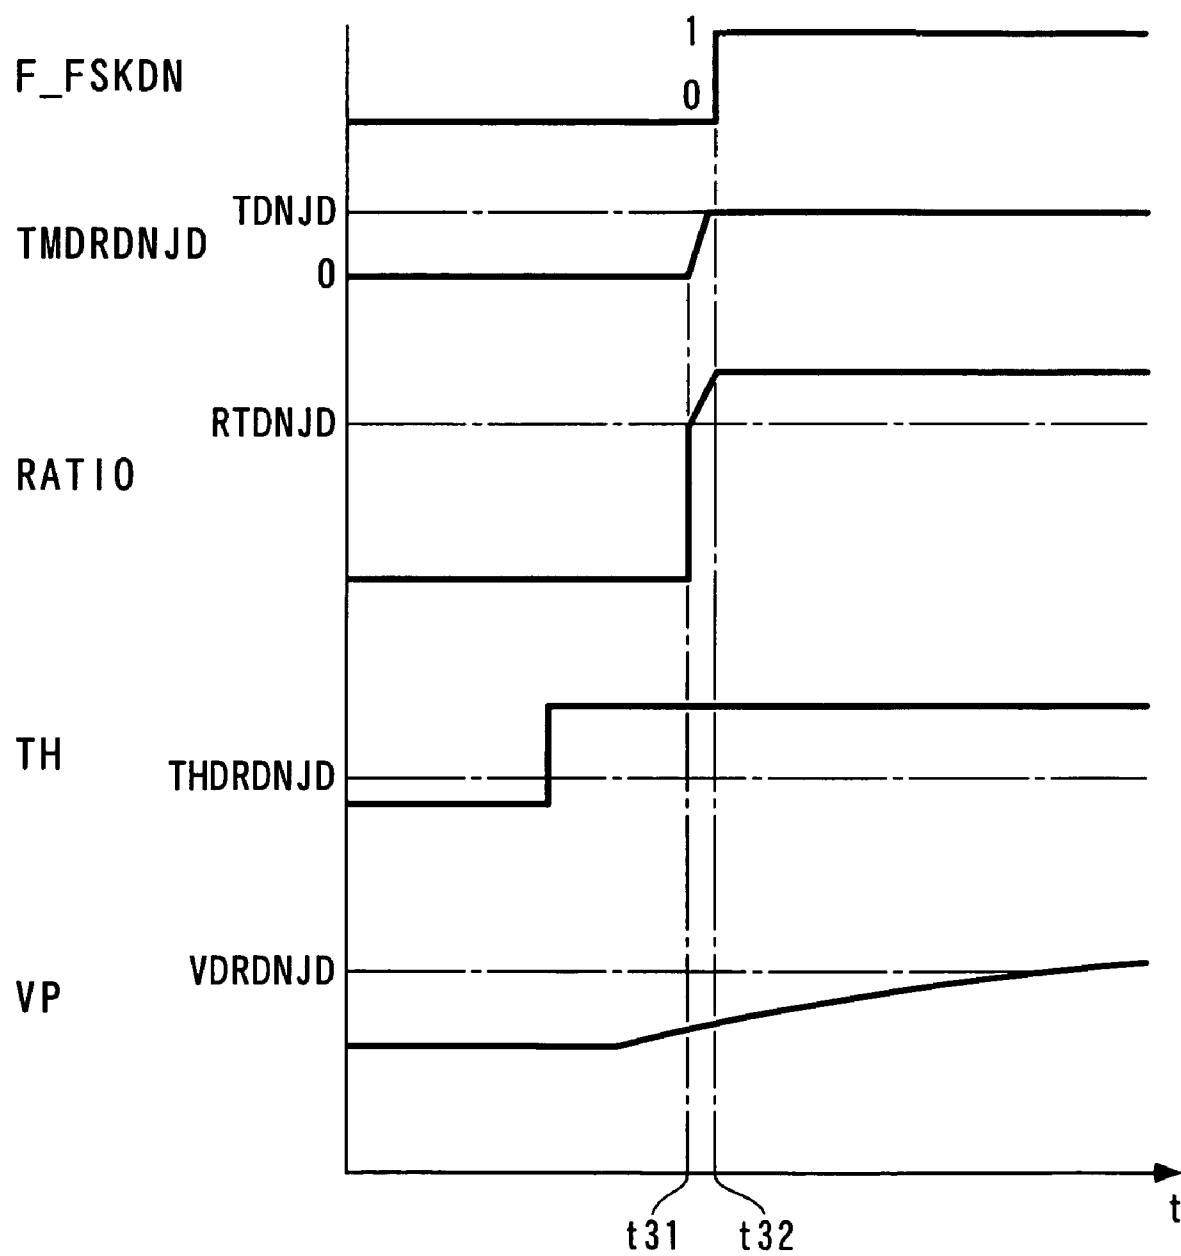 1
F_FSKDN
0
TDNJD
TMDRDNJD
0
RTDNJD
RATIO
TH
THDRDNJD
VDRDNJD
VP
t
t31 t32